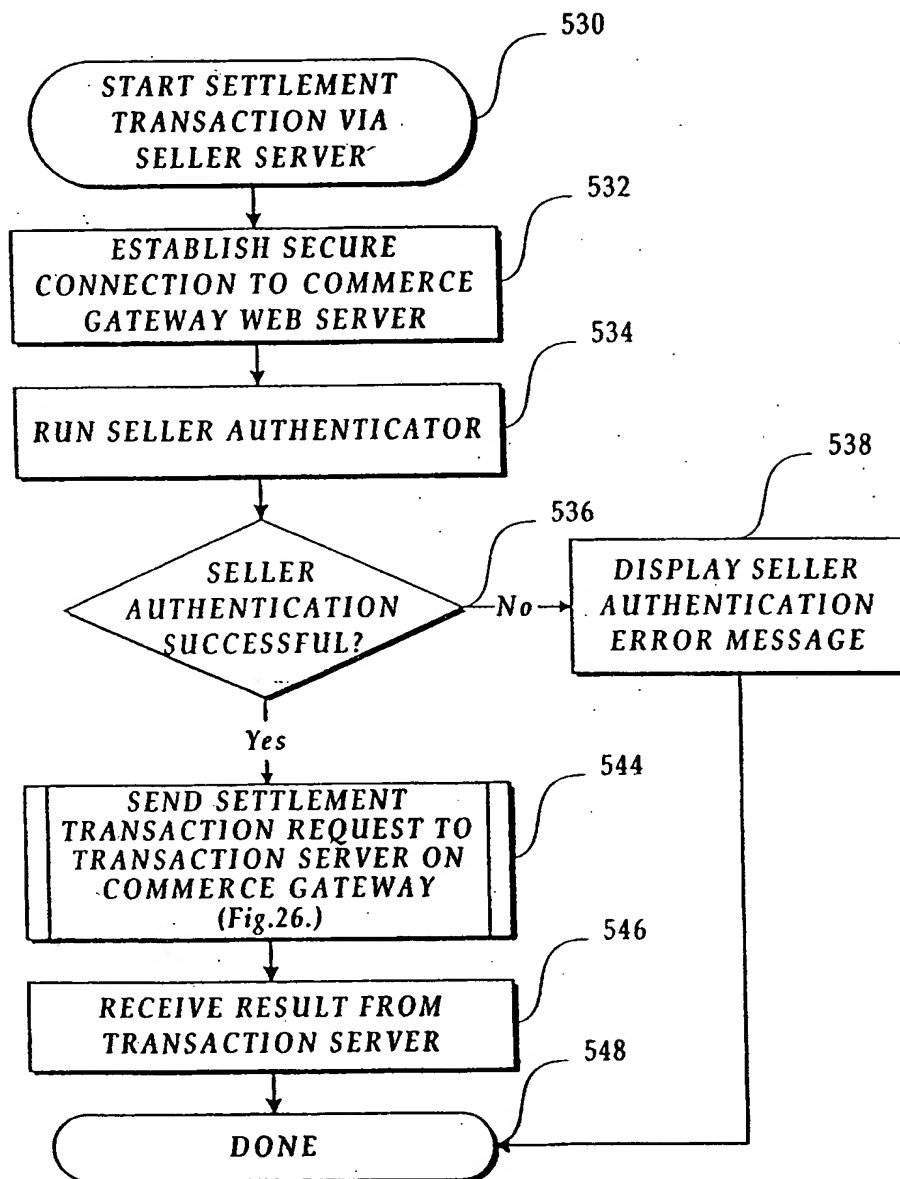 530
START SETTLEMENT
TRANSACTION VIA
SELLER SERVER
532
ESTABLISH SECURE
CONNECTION TO COMMERCE
GATEWAY WEB SERVER
534
RUN SELLER AUTHENTICATOR
536
SELLER
AUTHENTICATION
SUCCESSFUL?
No
538
DISPLAY SELLER
AUTHENTICATION
ERROR MESSAGE
Yes
544
SEND SETTLEMENT
TRANSACTION REQUEST TO
TRANSACTION SERVER ON
COMMERCE GATEWAY
(Fig.26.)
546
RECEIVE RESULT FROM
TRANSACTION SERVER
548
DONE